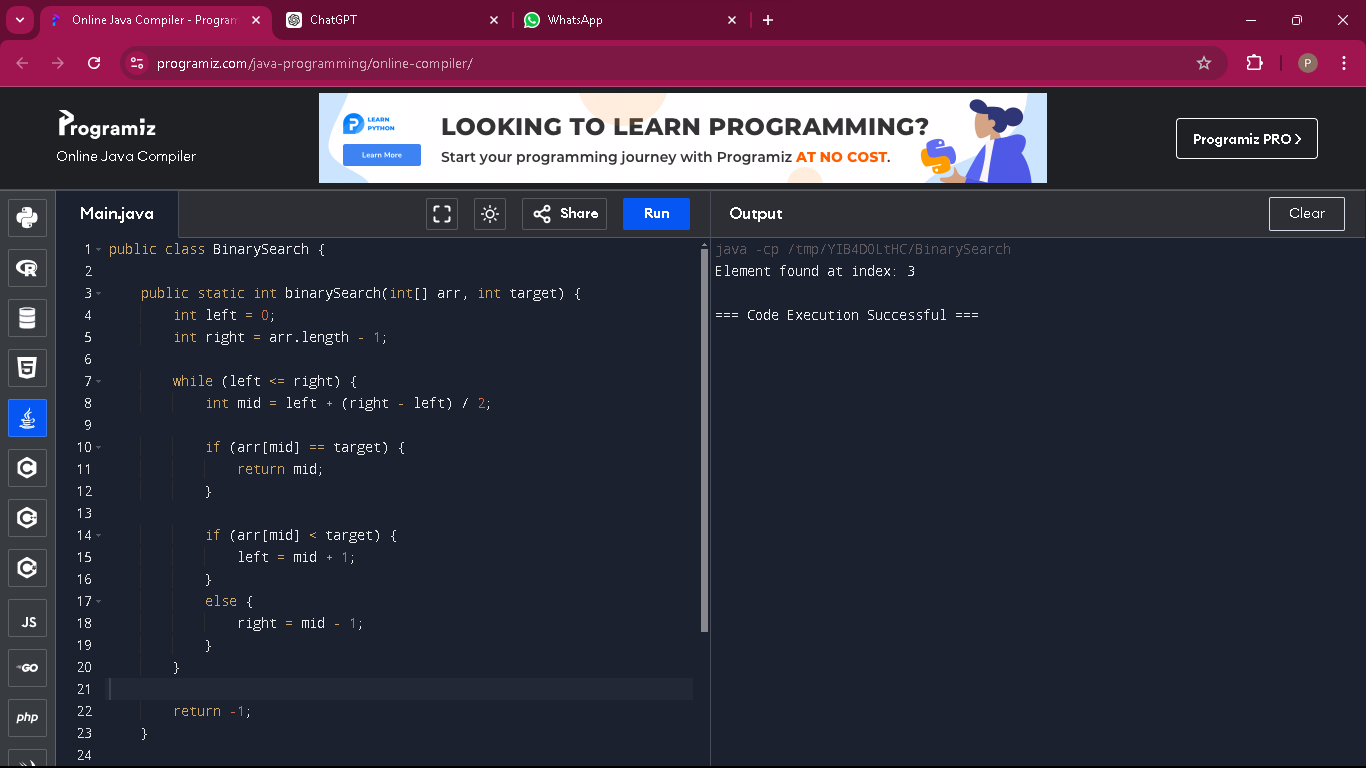 Online Java Compiler - Program
ChatGPT
WhatsApp
programiz.com/java-programming/online-compiler/
P
Programiz
Online Java Compiler
LEARN
PYTHON
Learn More
LOOKING TO LEARN PROGRAMMING?
Start your programming journey with Programiz AT NO COST.
Programiz PRO >
Main.java
Share
Run
Output
Clear
1 public class BinarySearch {
2
3     public static int binarySearch(int[] arr, int target) {
4         int left = 0;
5         int right = arr.length - 1;
6
7         while (left <= right) {
8             int mid = left + (right - left) / 2;
9
10             if (arr[mid] == target) {
11                 return mid;
12             }
13
14             if (arr[mid] < target) {
15                 left = mid + 1;
16             }
17             else {
18                 right = mid - 1;
19             }
20         }
21
22         return -1;
23     }
24
java -cp /tmp/YIB4D0LtHC/BinarySearch
Element found at index: 3
=== Code Execution Successful ===
R
5
C
C
C
JS
GO
php